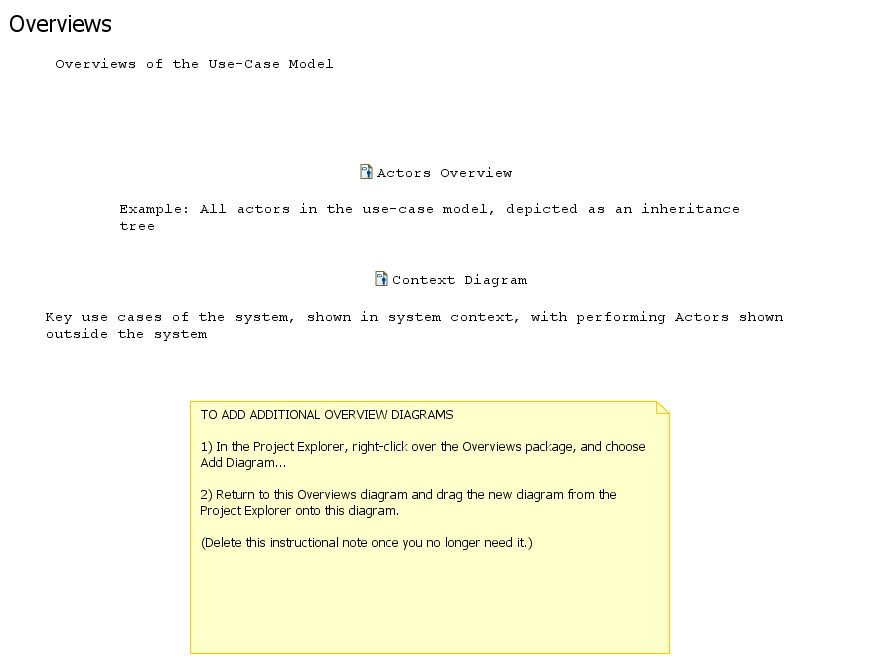 Overviews
Overviews of the Use-Case Model
Actors Overview
Example: All actors in the use-case model, depicted as an inheritance
tree
Context Diagram
Key use cases of the system, shown in system context, with performing Actors shown
outside the system
TO ADD ADDITIONAL OVERVIEW DIAGRAMS
1) In the Project Explorer, right-click over the Overviews package, and choose
Add Diagram...
2) Return to this Overviews diagram and drag the new diagram from the
Project Explorer onto this diagram.
(Delete this instructional note once you no longer need it.)